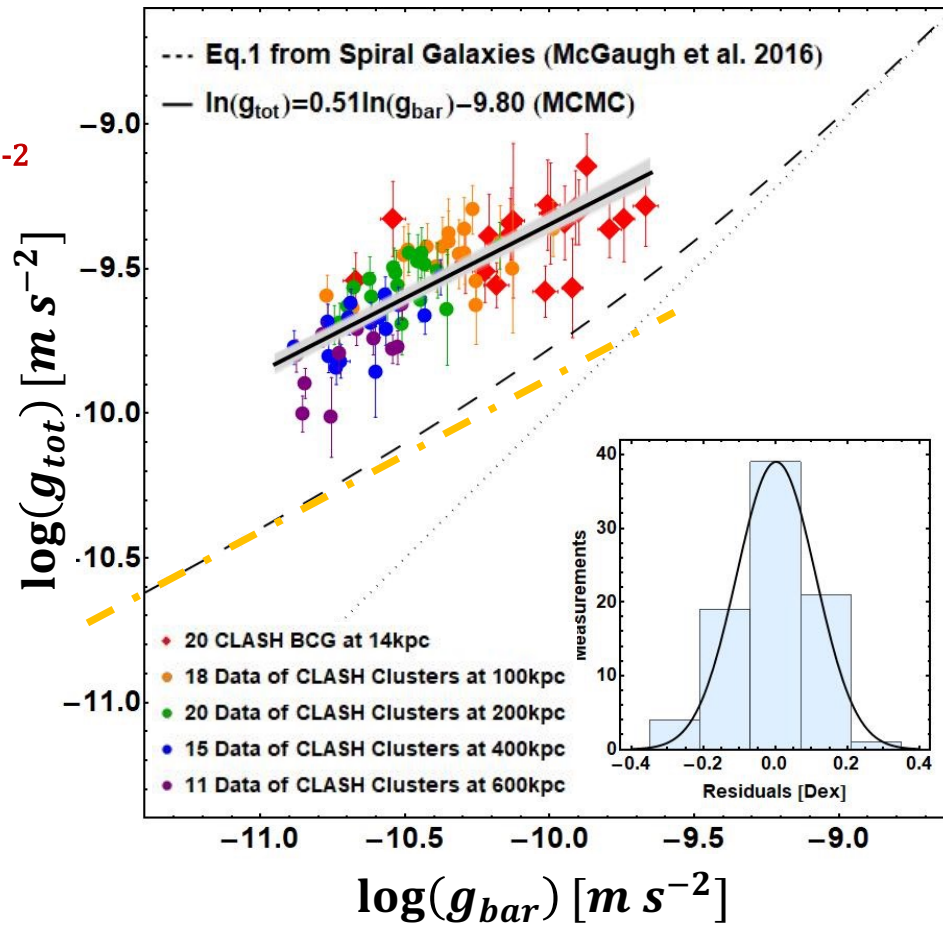 Eq.1 from Spiral Galaxies (McGaugh et al. 2016)
ln(g_tot)=0.51ln(g_bar)−9.80 (MCMC)
-2
−9.0
−9.5
-10.0
-10.5
−11.0
log(g_tot) [m s^−2]
20 CLASH BCG at 14kpc
18 Data of CLASH Clusters at 100kpc
20 Data of CLASH Clusters at 200kpc
15 Data of CLASH Clusters at 400kpc
11 Data of CLASH Clusters at 600kpc
40
30
20
10
0
Measurements
−0.4 −0.2 0.0 0.2 0.4
Residuals [Dex]
−11.0 −10.5 −10.0 −9.5 −9.0
log(g_bar) [m s^−2]